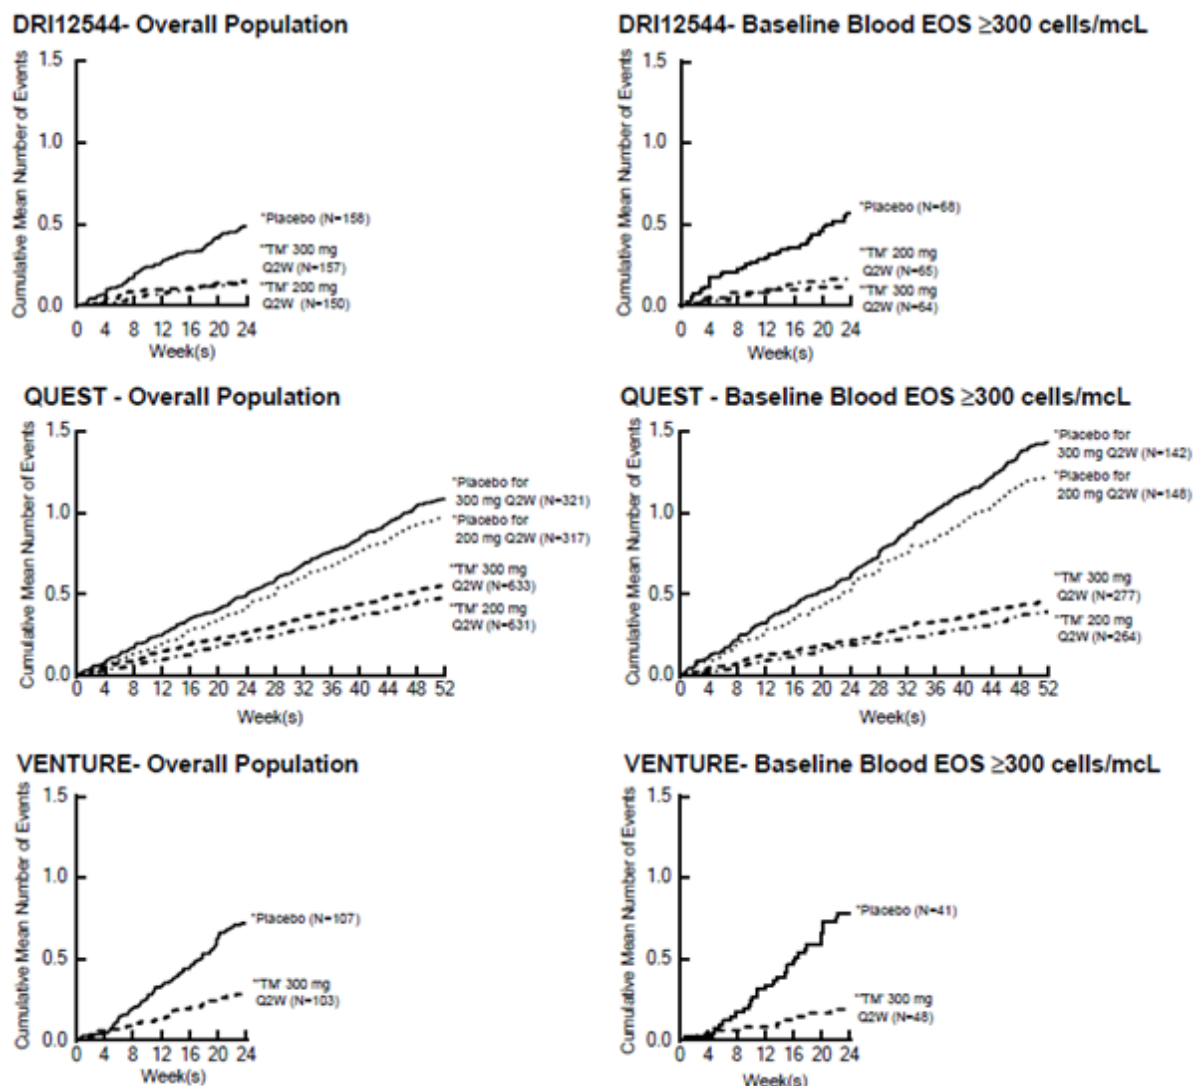 DRI12544- Overall Population
Cumulative Mean Number of Events
1.5
1.0
0.5
0.0
*Placebo (N=158)
"'TM' 300 mg
Q2W (N=157)
"'TM' 200 mg
Q2W (N=150)
0 4 8 12 16 20 24
Week(s)
DRI12544- Baseline Blood EOS ≥300 cells/mcL
Cumulative Mean Number of Events
1.5
1.0
0.5
0.0
*Placebo (N=68)
"'TM' 200 mg
Q2W (N=65)
"'TM' 300 mg
Q2W (N=64)
0 4 8 12 16 20 24
Week(s)
QUEST - Overall Population
Cumulative Mean Number of Events
1.5
1.0
0.5
0.0
*Placebo for
300 mg Q2W (N=321)
*Placebo for
200 mg Q2W (N=317)
"'TM' 300 mg
Q2W (N=633)
"'TM' 200 mg
Q2W (N=631)
0 4 8 12 16 20 24 28 32 36 40 44 48 52
Week(s)
QUEST - Baseline Blood EOS ≥300 cells/mcL
Cumulative Mean Number of Events
1.5
1.0
0.5
0.0
*Placebo for
300 mg Q2W (N=142)
*Placebo for
200 mg Q2W (N=148)
"'TM' 300 mg
Q2W (N=277)
"'TM' 200 mg
Q2W (N=264)
0 4 8 12 16 20 24 28 32 36 40 44 48 52
Week(s)
VENTURE- Overall Population
Cumulative Mean Number of Events
1.5
1.0
0.5
0.0
*Placebo (N=107)
"'TM' 300 mg
Q2W (N=103)
0 4 8 12 16 20 24
Week(s)
VENTURE- Baseline Blood EOS ≥300 cells/mcL
Cumulative Mean Number of Events
1.5
1.0
0.5
0.0
*Placebo (N=41)
"'TM' 300 mg
Q2W (N=48)
0 4 8 12 16 20 24
Week(s)